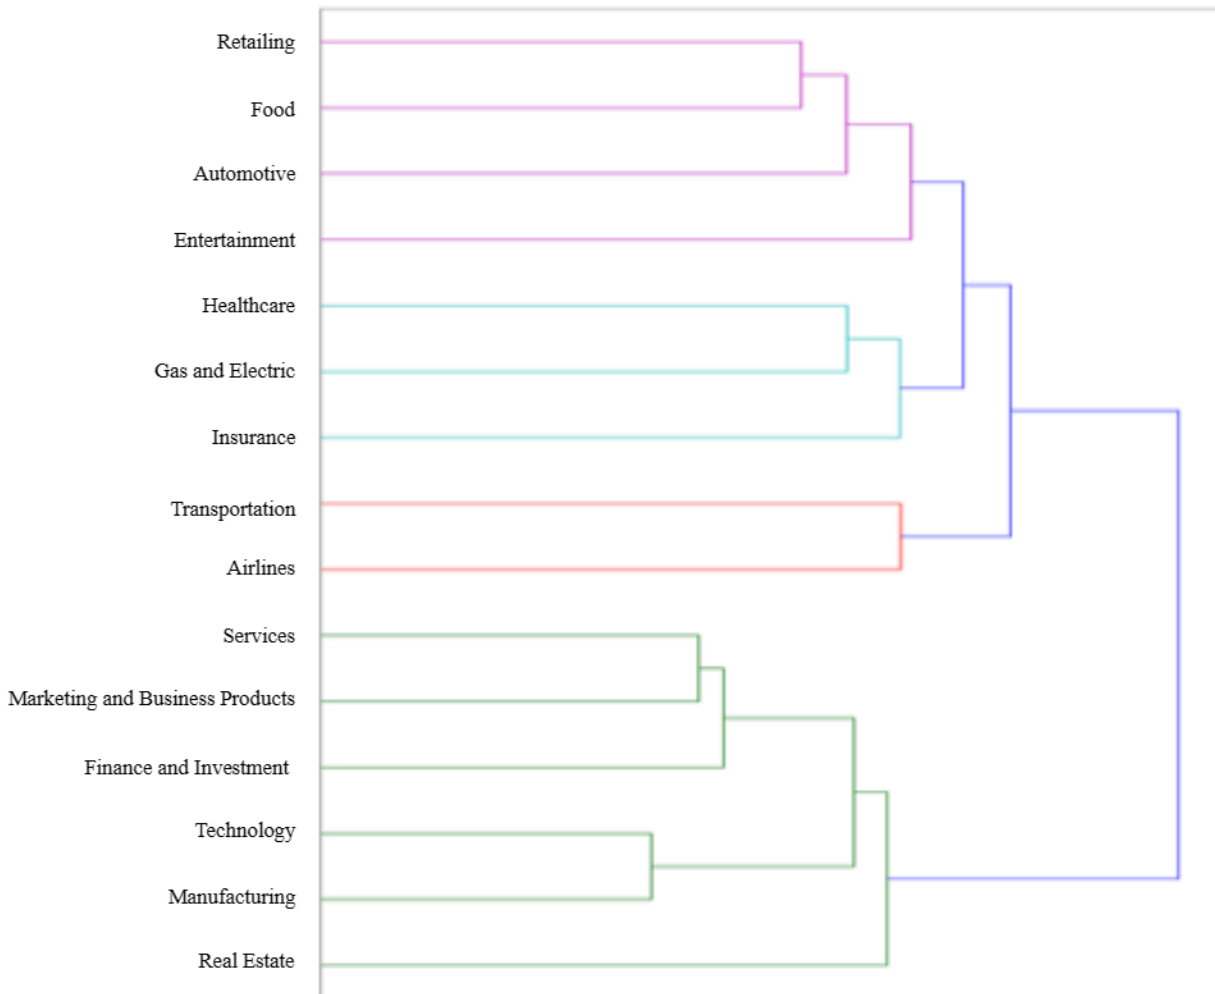 Retailing
Food
Automotive
Entertainment
Healthcare
Gas and Electric
Insurance
Transportation
Airlines
Services
Marketing and Business Products
Finance and Investment
Technology
Manufacturing
Real Estate